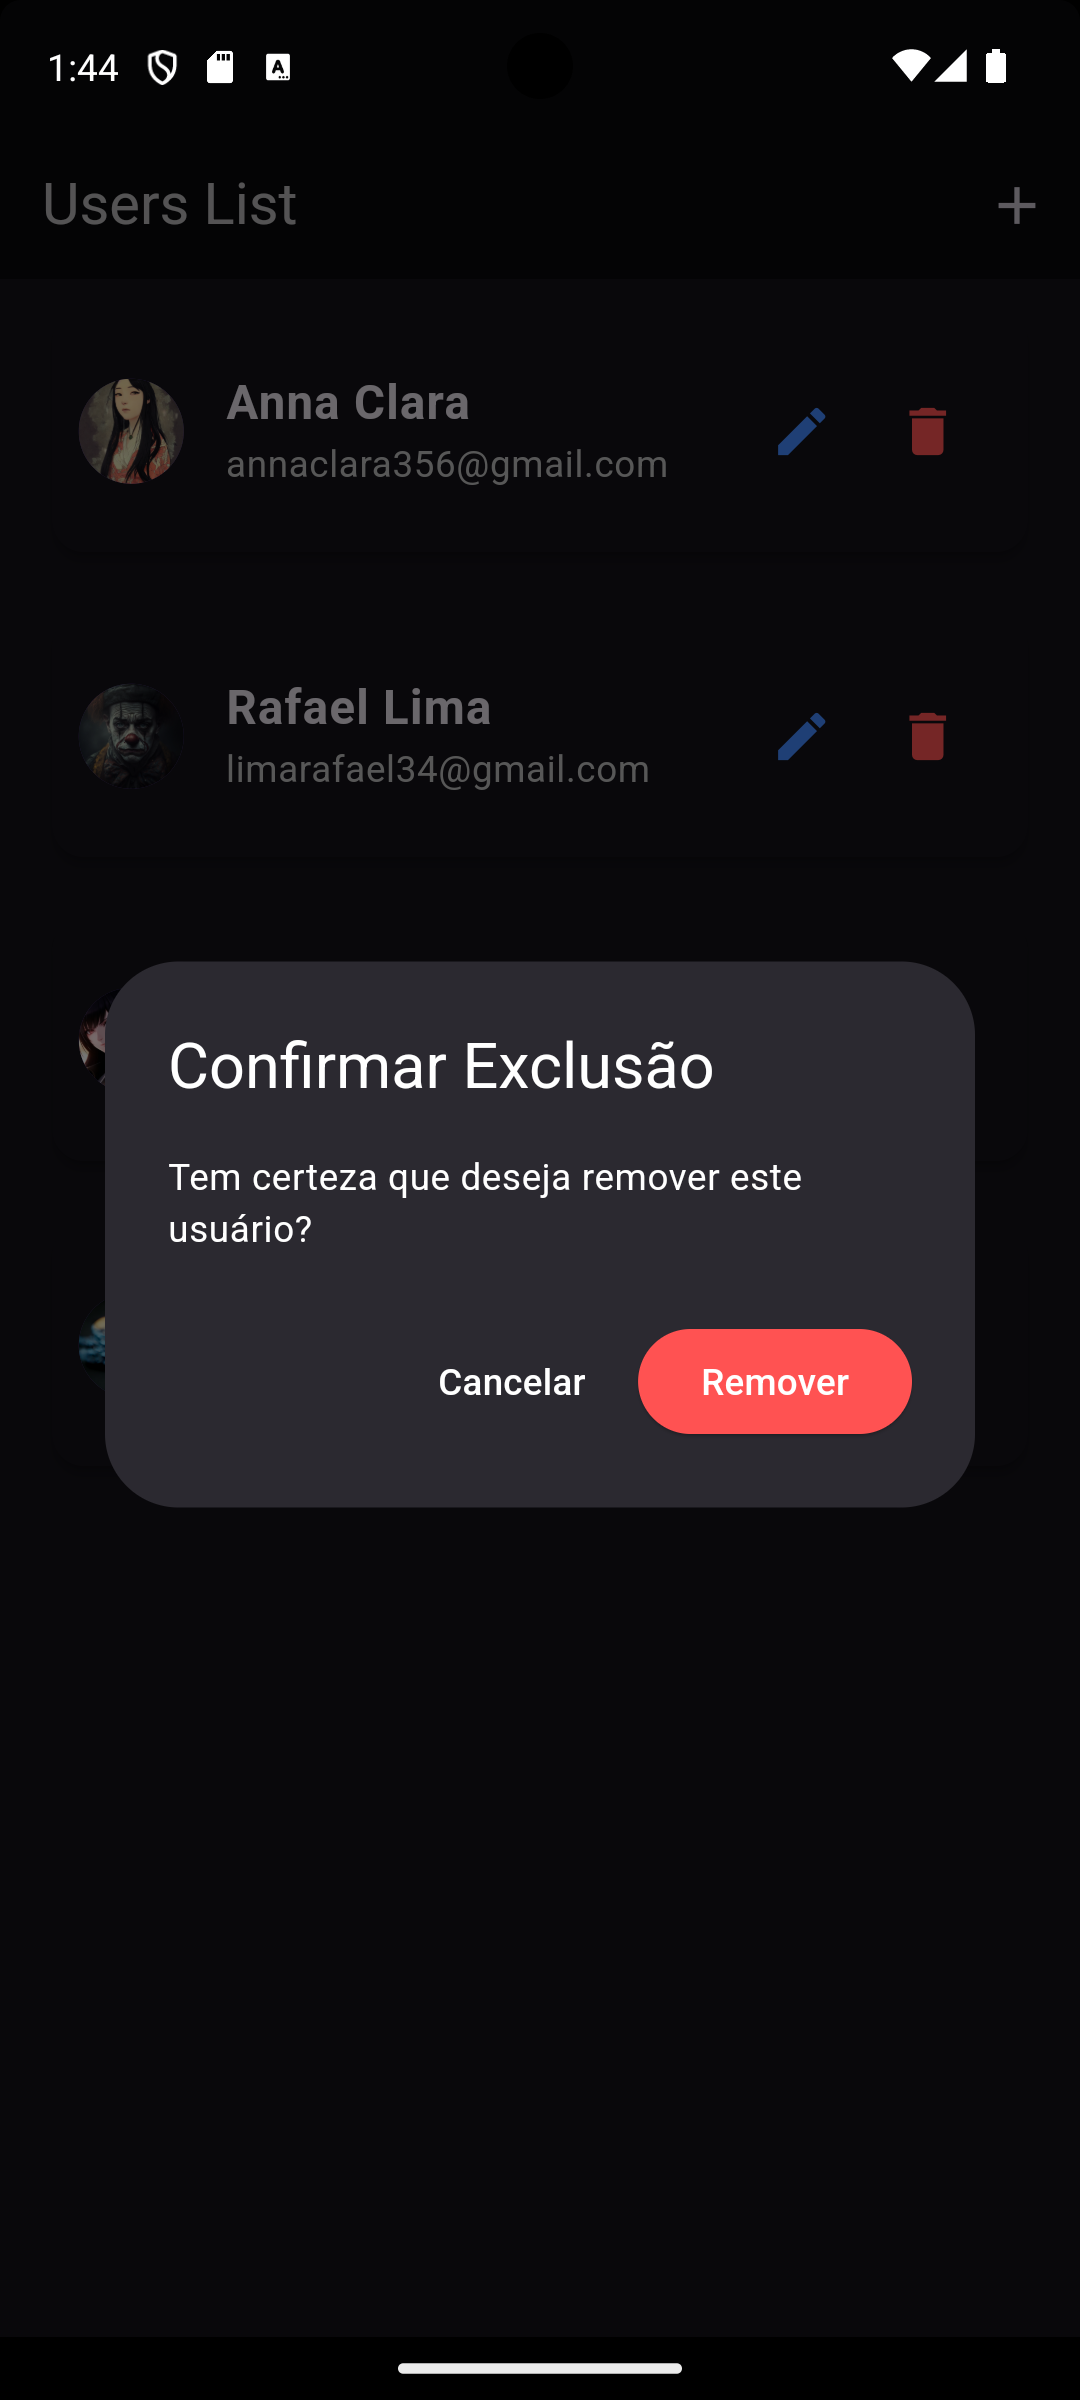 1:44
Users List
Anna Clara
annaclara356@gmail.com
Rafael Lima
limarafael34@gmail.com
Confirmar Exclusão
Tem certeza que deseja remover este
usuário?
Cancelar
Remover